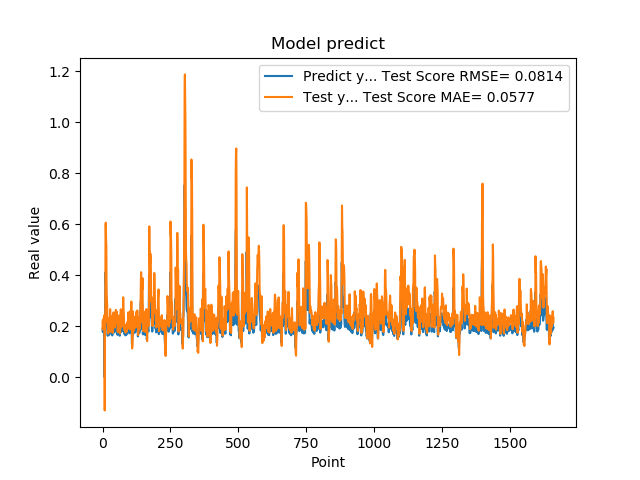 Model predict
Predict y... Test Score RMSE= 0.0814
Test y... Test Score MAE= 0.0577
Real value
1.2
1.0
0.8
0.6
0.4
0.2
0.0
0 250 500 750 1000 1250 1500
Point